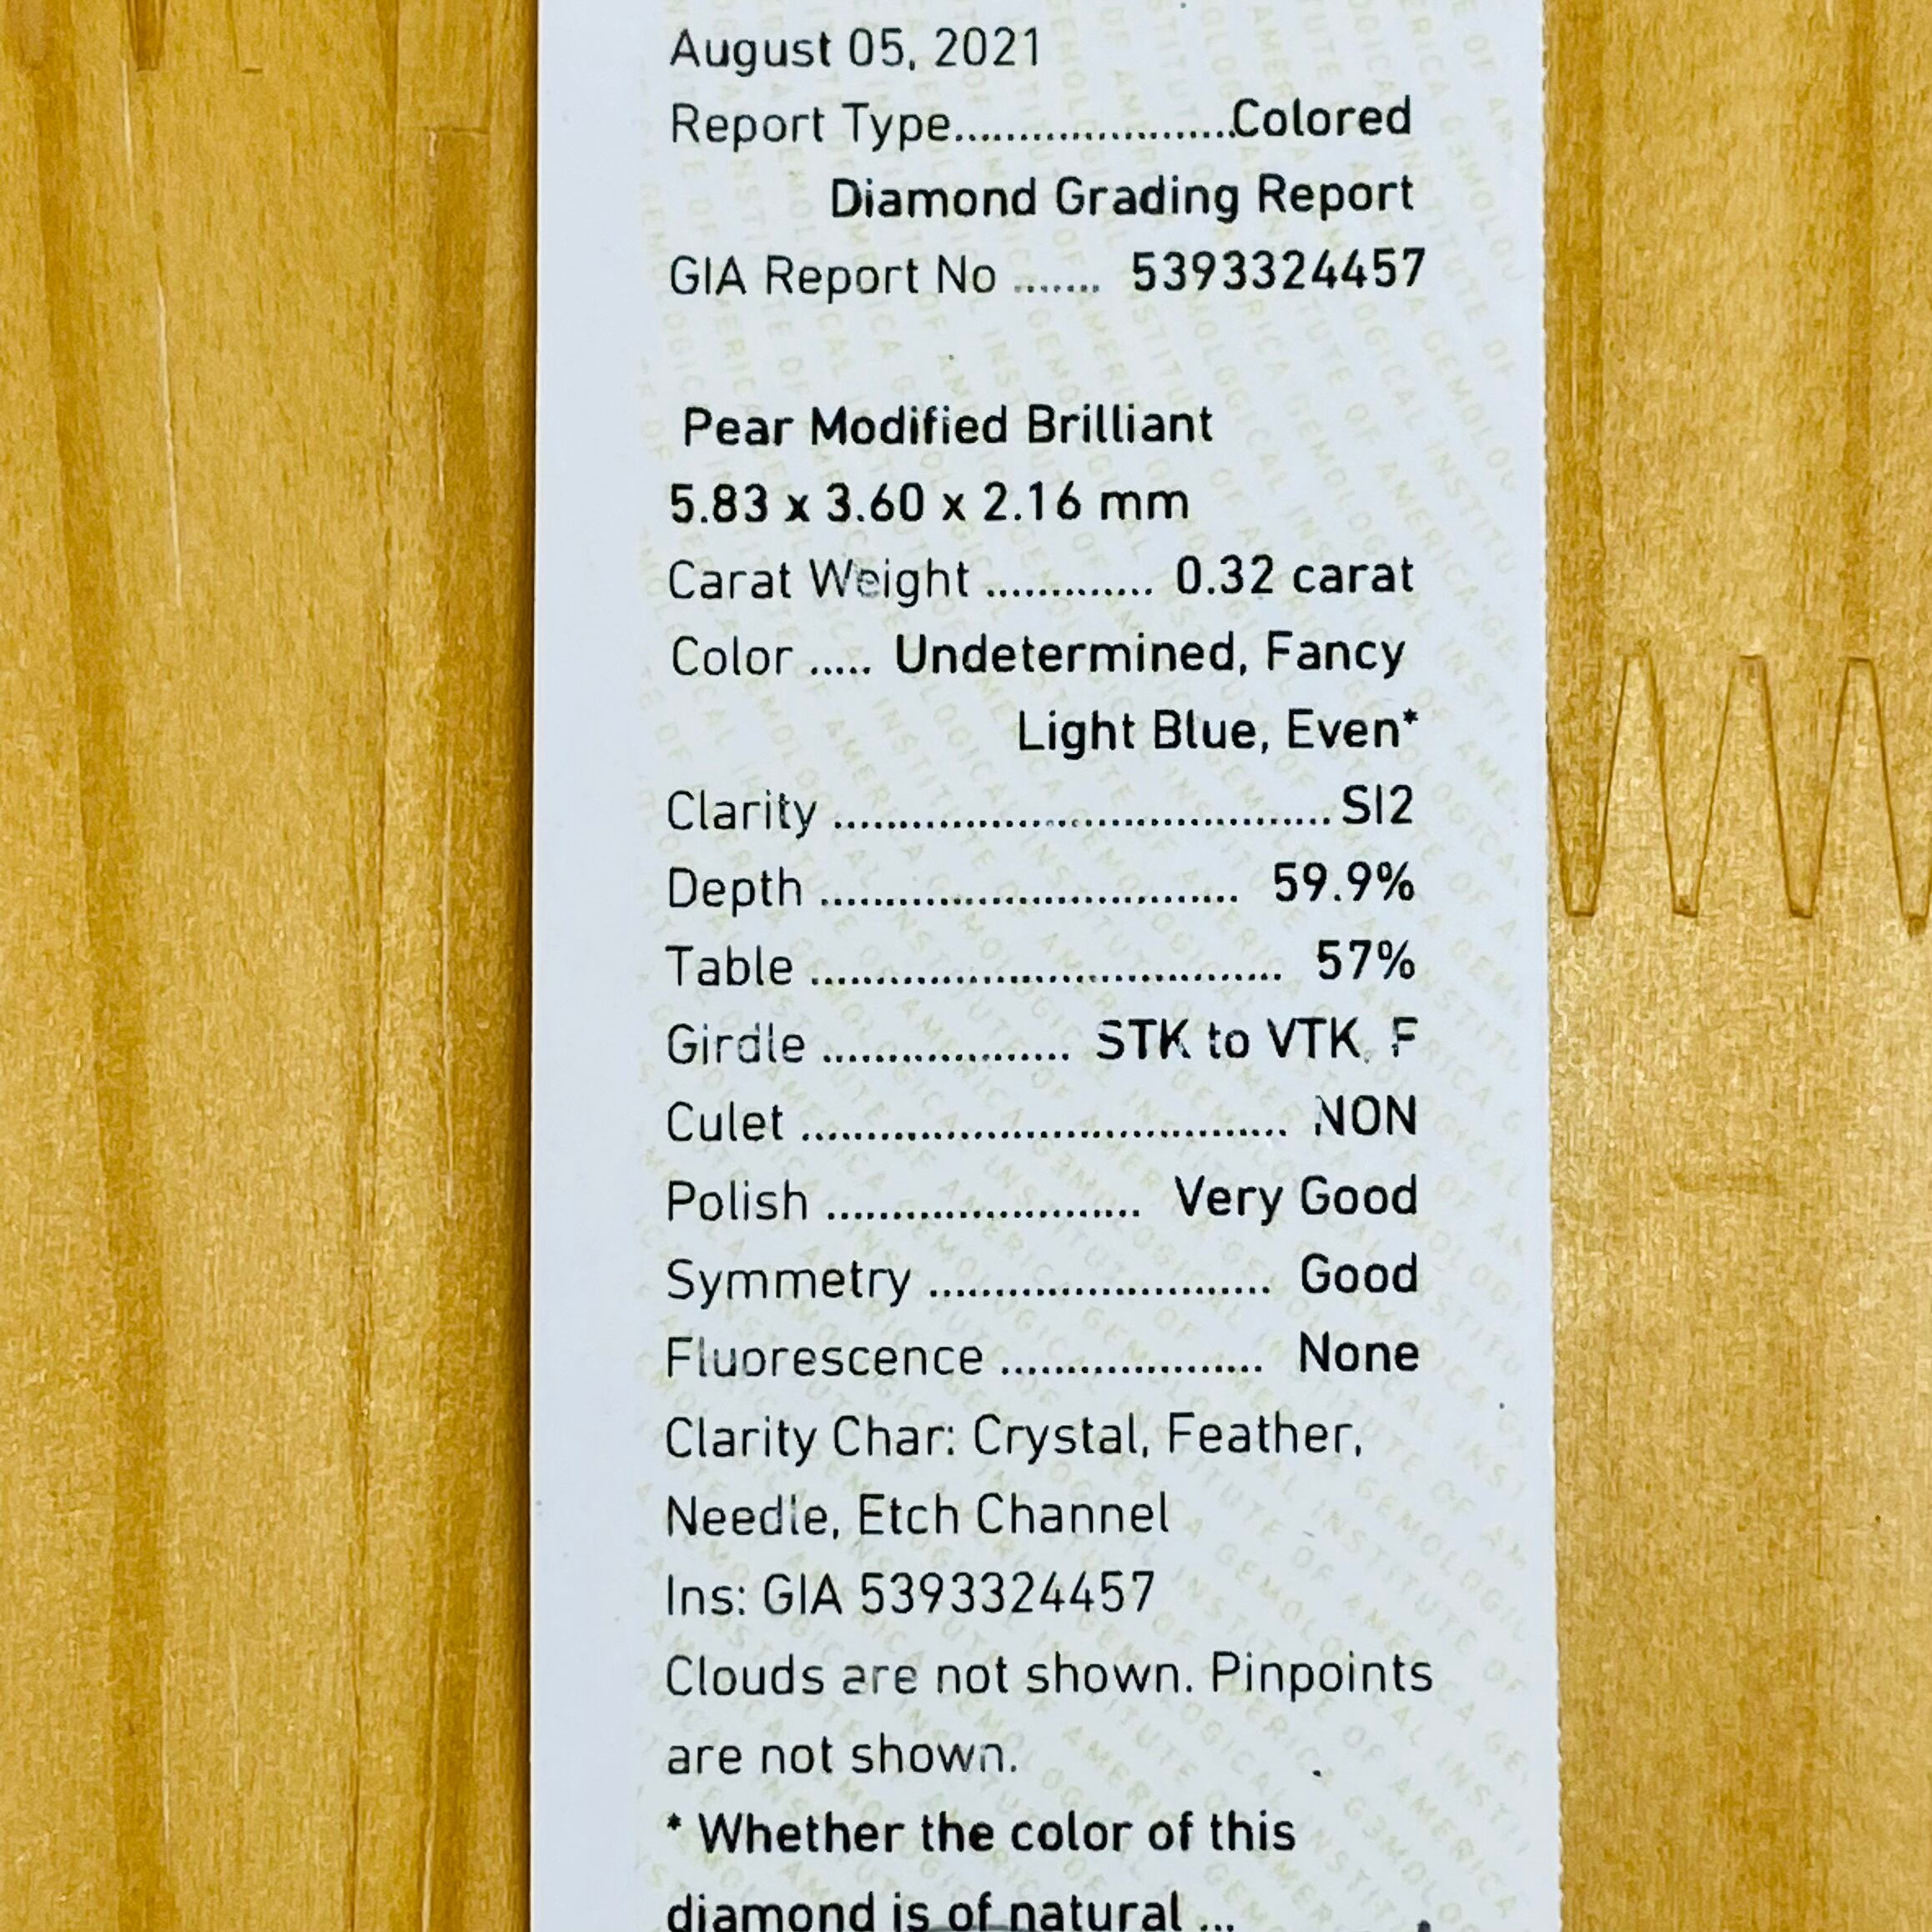 August 05, 2021
Report Type.......................Colored
Diamond Grading Report
GIA Report No ....... 5393324457
Pear Modified Brilliant
5.83 x 3.60 x 2.16 mm
Carat Weight ............. 0.32 carat
Color ..... Undetermined, Fancy
Light Blue, Even*
Clarity ...................................... SI2
Depth ................................ 59.9%
Table .................................... 57%
Girdle ................... STK to VTK, F
Culet ..................................... NON
Polish ........................ Very Good
Symmetry .......................... Good
Fluorescence .................... None
Clarity Char: Crystal, Feather,
Needle, Etch Channel
Ins: GIA 5393324457
Clouds are not shown. Pinpoints
are not shown.
* Whether the color of this
diamond is of natural ...